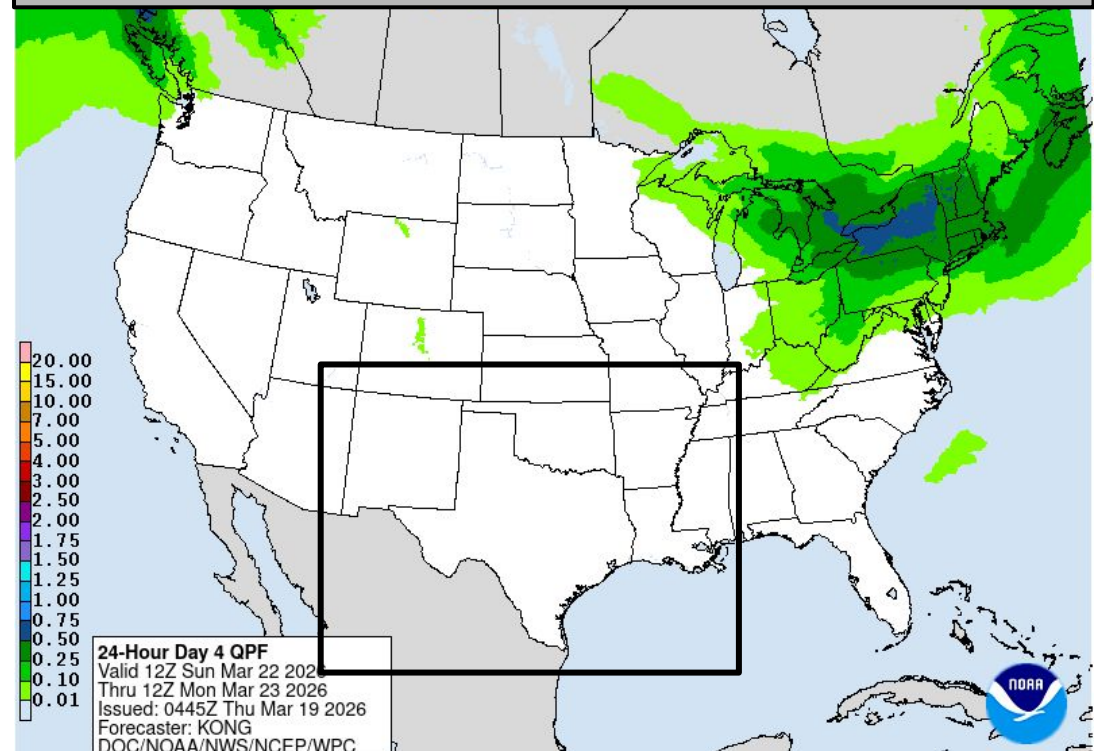 20.00
15.00
10.00
7.00
5.00
4.00
3.00
2.50
2.00
1.75
1.50
1.25
1.00
0.75
0.50
0.25
0.10
0.01
24-Hour Day 4 QPF
Valid 12Z Sun Mar 22 2026
Thru 12Z Mon Mar 23 2026
Issued: 0445Z Thu Mar 19 2026
Forecaster: KONG
DOC/NOAA/NWS/NCEP/WPC
NOAA